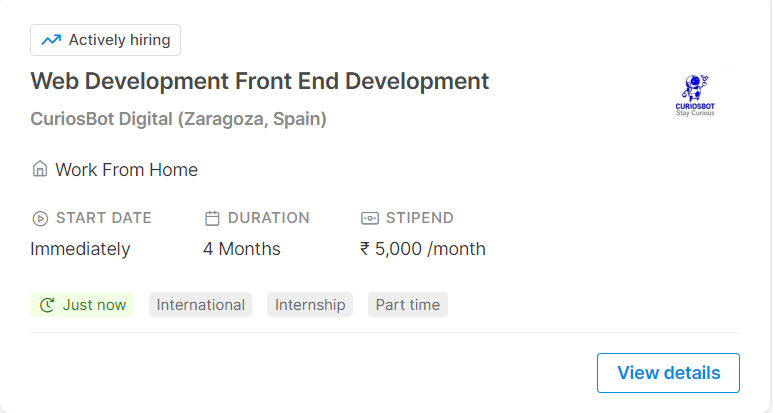 Actively hiring
Web Development Front End Development
CuriosBot Digital (Zaragoza, Spain)
CURIOSBOT
Stay Curious
Work From Home
START DATE DURATION STIPEND
Immediately 4 Months ₹ 5,000 /month
Just now International Internship Part time
View details